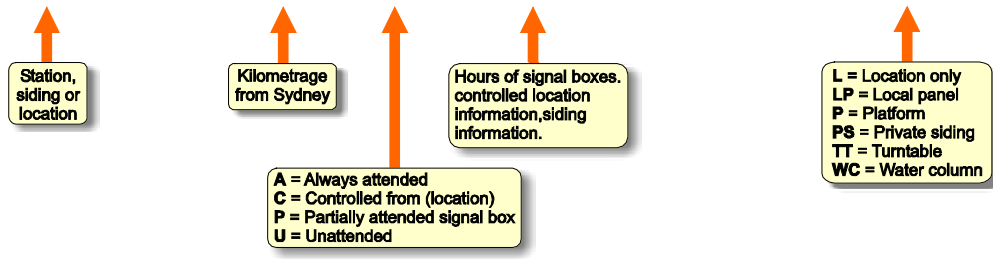 Station,
siding or
location
Kilometrage
from Sydney
A = Always attended
C = Controlled from (location)
P = Partially attended signal box
U = Unattended
Hours of signal boxes.
controlled location
information,siding
information.
L = Location only
LP = Local panel
P = Platform
PS = Private siding
TT = Turntable
WC = Water column